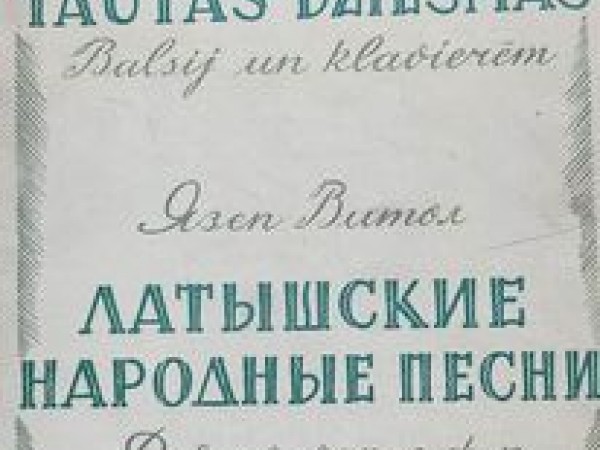 TAUTAS DZIESMAS
Balsij un klavierēm
Язеп Витол
ЛАТЫШСКИЕ
НАРОДНЫЕ ПЕСНИ